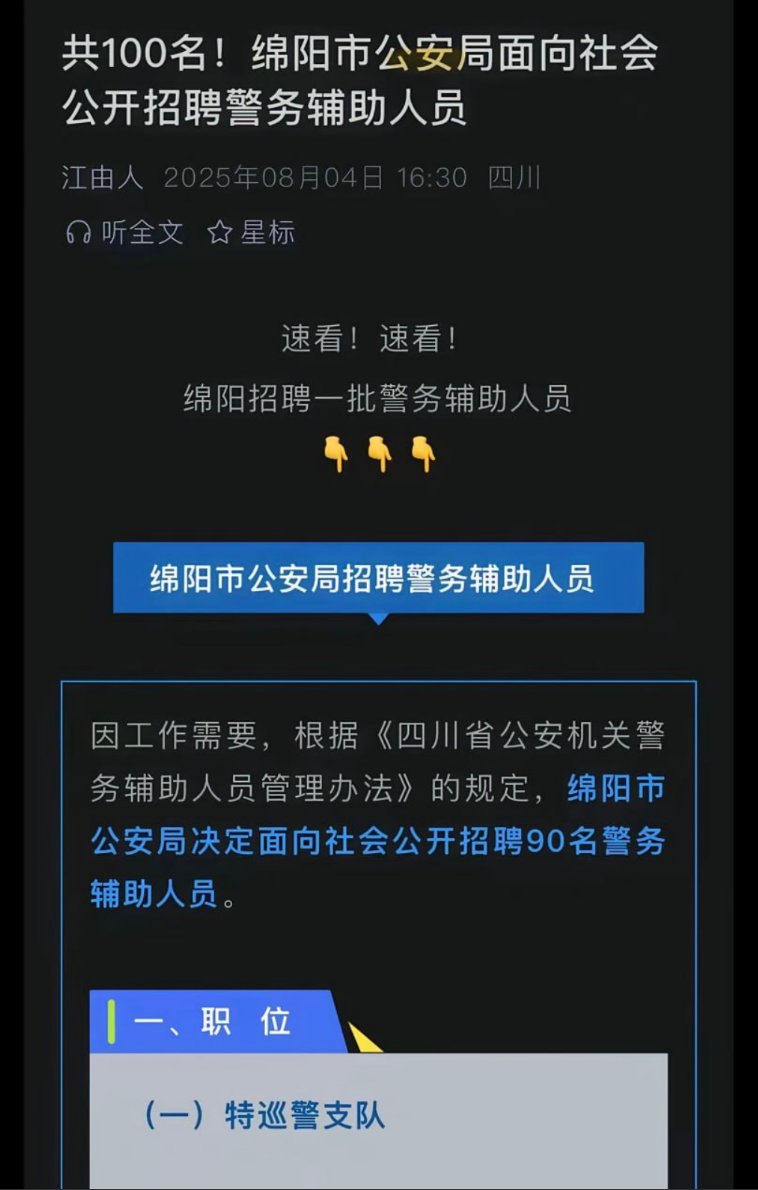 共100名！绵阳市公安局面向社会
公开招聘警务辅助人员
江由人 2025年08月04日 16:30 四川
听全文 星标
速看！速看！
绵阳招聘一批警务辅助人员
绵阳市公安局招聘警务辅助人员
因工作需要，根据《四川省公安机关警
务辅助人员管理办法》的规定，绵阳市
公安局决定面向社会公开招聘90名警务
辅助人员。
一、职 位
（一）特巡警支队